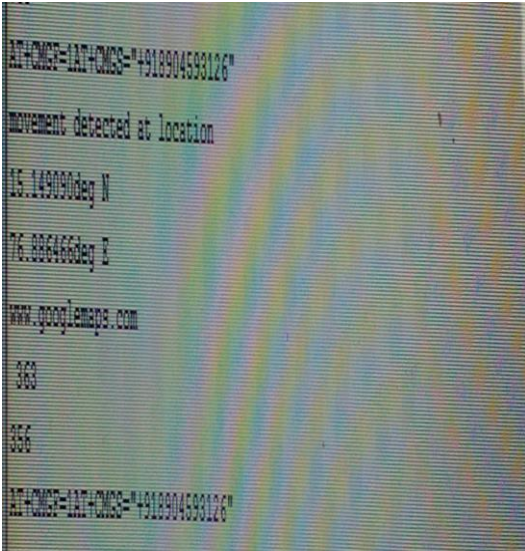 AT+CMGF=1AT+CMGS="+918904593126"
movement detected at location
15.149090deg N
76.886466deg E
www.googlemaps.com
363
356
AT+CMGF=1AT+CMGS="+918904593126"